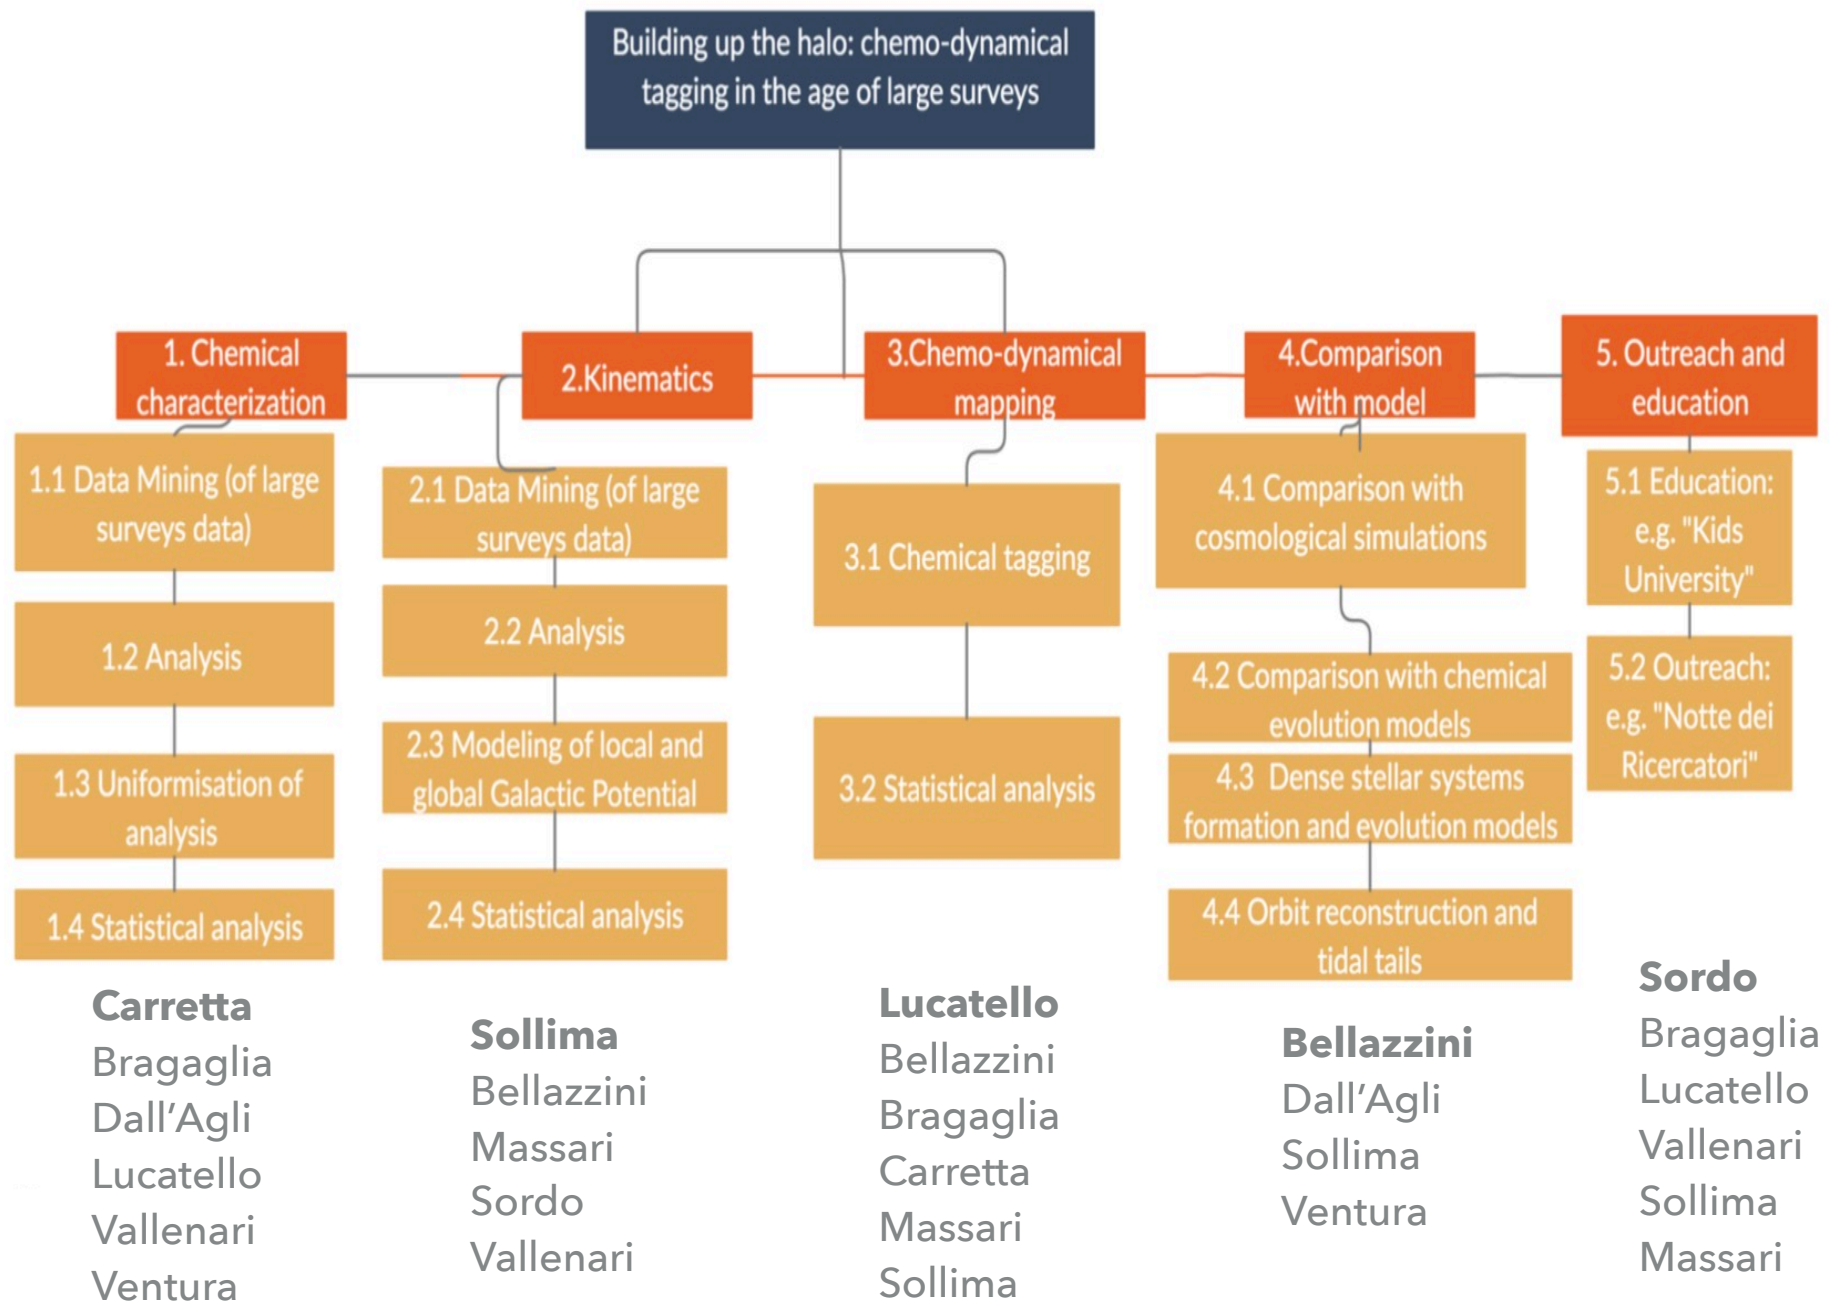 Building up the halo: chemo-dynamical
tagging in the age of large surveys
1. Chemical
characterization
2.Kinematics
3.Chemo-dynamical
mapping
4.Comparison
with model
5. Outreach and
education
1.1 Data Mining (of large
surveys data)
1.2 Analysis
1.3 Uniformisation of
analysis
1.4 Statistical analysis
Carretta
Bragaglia
Dall’Agli
Lucatello
Vallenari
Ventura
2.1 Data Mining (of large
surveys data)
2.2 Analysis
2.3 Modeling of local and
global Galactic Potential
2.4 Statistical analysis
Sollima
Bellazzini
Massari
Sordo
Vallenari
3.1 Chemical tagging
3.2 Statistical analysis
Lucatello
Bellazzini
Bragaglia
Carretta
Massari
Sollima
4.1 Comparison with
cosmological simulations
4.2 Comparison with chemical
evolution models
4.3 Dense stellar systems
formation and evolution models
4.4 Orbit reconstruction and
tidal tails
Bellazzini
Dall’Agli
Sollima
Ventura
5.1 Education:
e.g. "Kids
University"
5.2 Outreach:
e.g. "Notte dei
Ricercatori"
Sordo
Bragaglia
Lucatello
Vallenari
Sollima
Massari